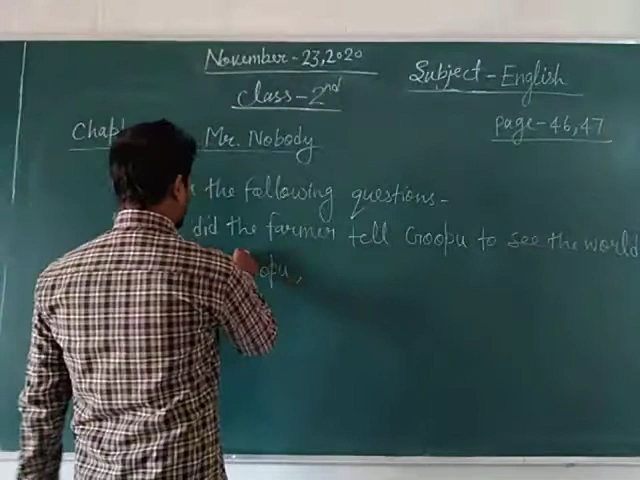 November-23,2020
Subject-English
Class-2nd
Page-46,47
Mr. Nobody
the following questions-
did the farmer tell Goopu to see the world
opu,